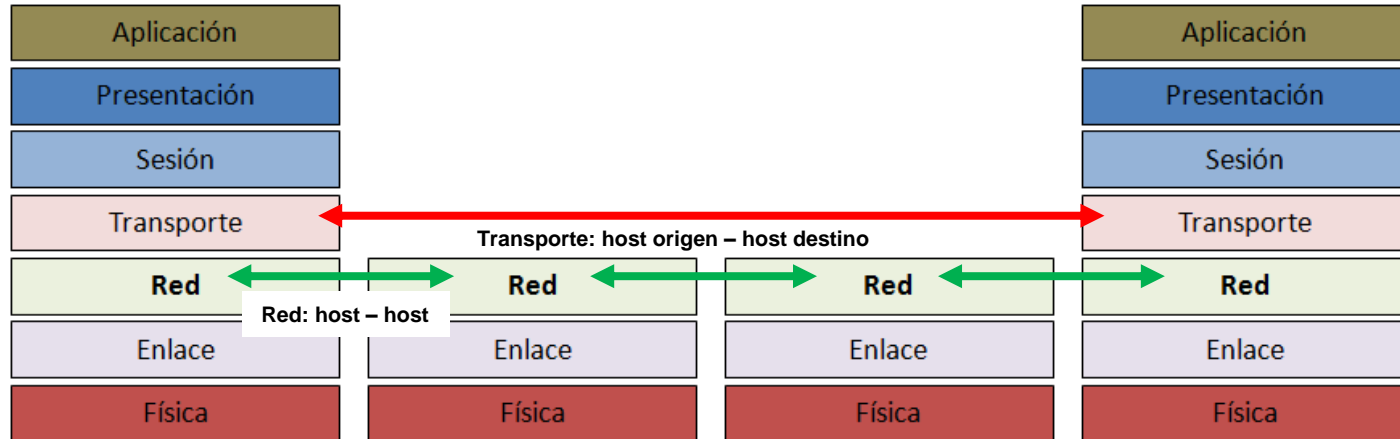 Aplicación Aplicación
Presentación Presentación
Sesión Sesión
Transporte Transporte
Transporte: host origen – host destino
Red Red Red Red
Red: host – host
Enlace Enlace Enlace Enlace
Física Física Física Física